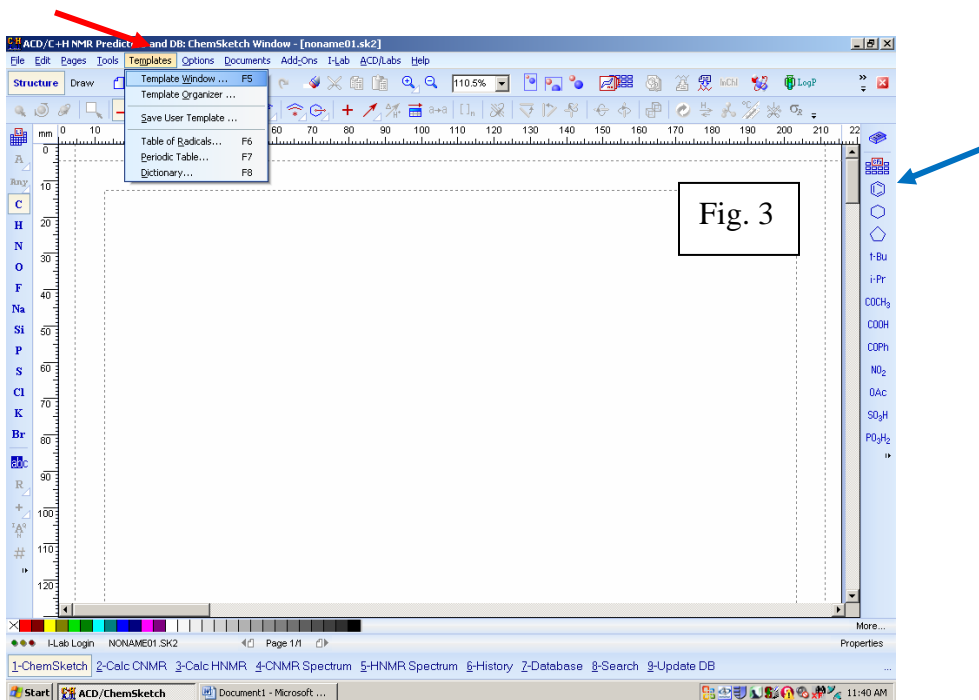 ACD/C+H NMR Predictors and DB: ChemSketch Window - [noname01.sk2]
File Edit Pages Tools Templates Options Documents Add-Ons I-Lab ACD/Labs Help
Structure Draw 110.5% InChI LogP
Template Window ... F5
Template Organizer ...
Save User Template ...
Table of Radicals... F6
Periodic Table... F7
Dictionary... F8
mm 0 10 60 70 80 90 100 110 120 130 140 150 160 170 180 190 200 210 22
0
10
20
30
40
50
60
70
80
90
100
110
120
A
Any
C
H
N
O
F
Na
Si
P
S
Cl
K
Br
abc
R
+
#
Fig. 3
t-Bu
i-Pr
COCH3
COOH
COPh
NO2
OAc
SO3H
PO3H2
More...
I-Lab Login NONAME01.SK2 Page 1/1 Properties
1-ChemSketch 2-Calc CNMR 3-Calc HNMR 4-CNMR Spectrum 5-HNMR Spectrum 6-History 7-Database 8-Search 9-Update DB ...
Start ACD/ChemSketch Document1 - Microsoft ... 11:40 AM